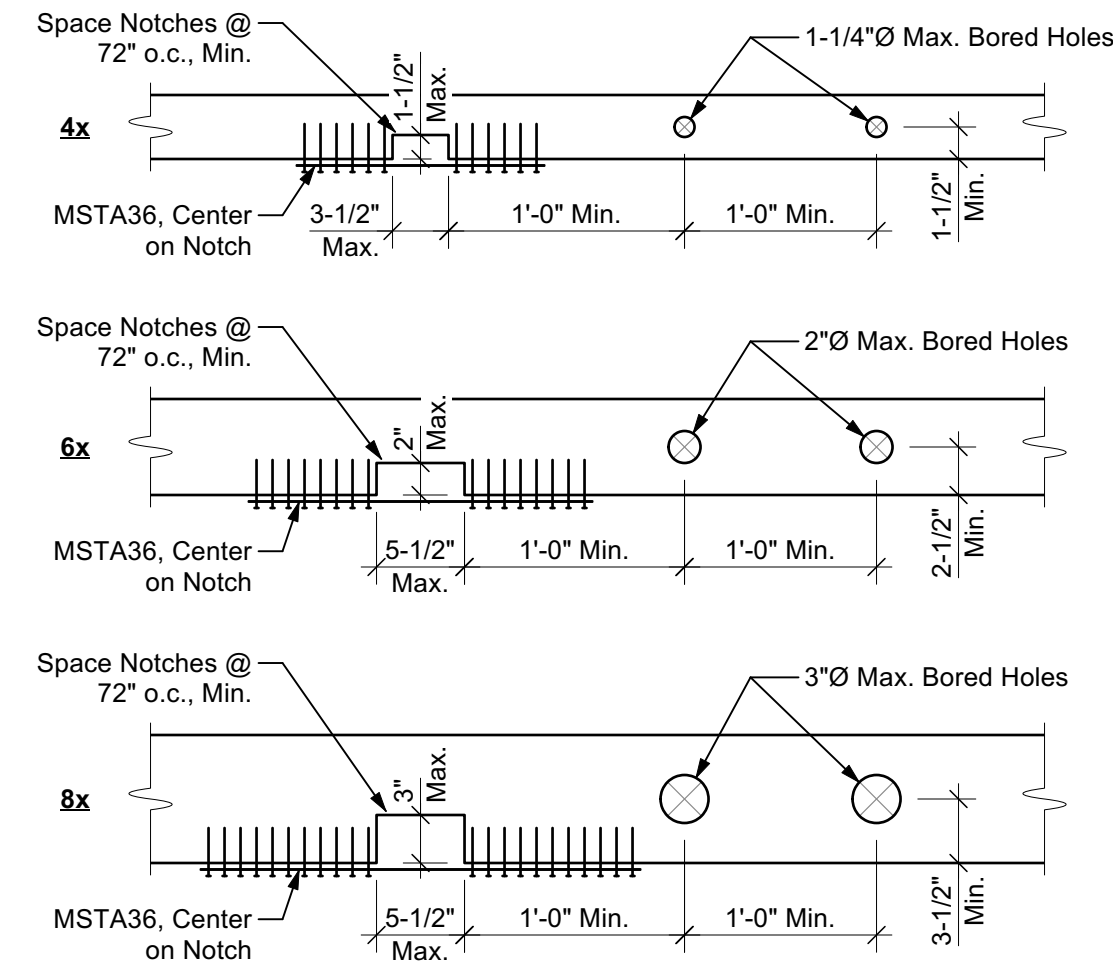 Space Notches @
72" o.c., Min.
1-1/2"
Max.
1-1/4"Ø Max. Bored Holes
4x
MSTA36, Center
on Notch
3-1/2"
Max.
1'-0" Min.
1'-0" Min.
1-1/2"
Min.
Space Notches @
72" o.c., Min.
2"
Max.
2"Ø Max. Bored Holes
6x
MSTA36, Center
on Notch
5-1/2"
Max.
1'-0" Min.
1'-0" Min.
2-1/2"
Min.
Space Notches @
72" o.c., Min.
3"
Max.
3"Ø Max. Bored Holes
8x
MSTA36, Center
on Notch
5-1/2"
Max.
1'-0" Min.
1'-0" Min.
3-1/2"
Min.